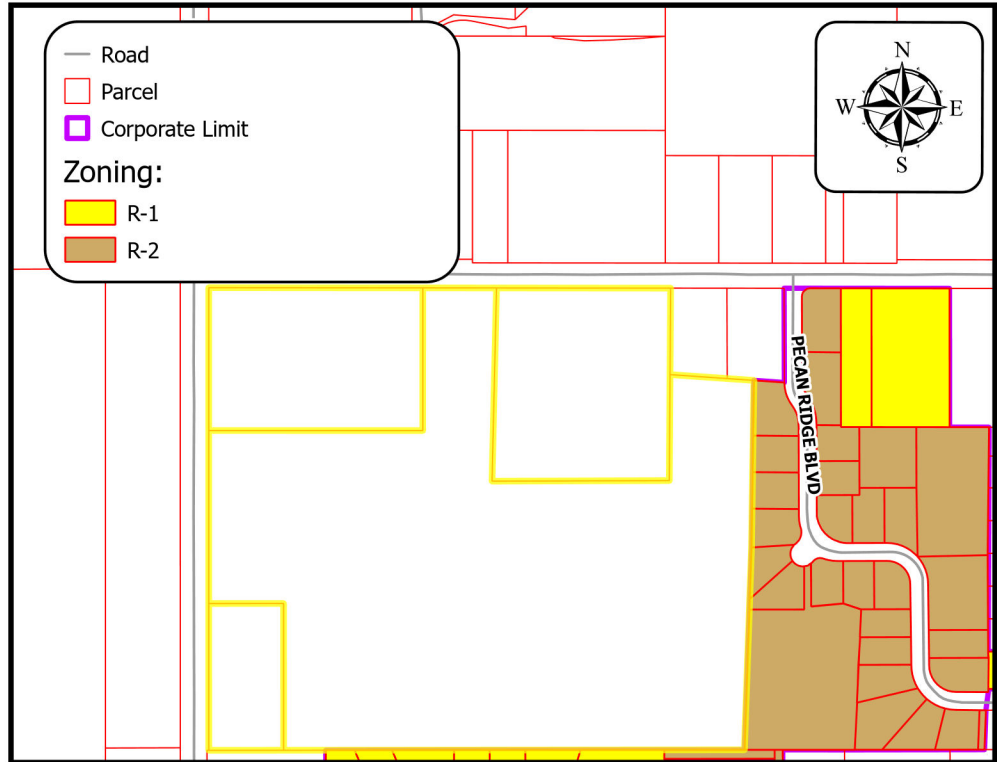 Road
Parcel
Corporate Limit
Zoning:
R-1
R-2
N
W E
S
PECAN RIDGE BLVD